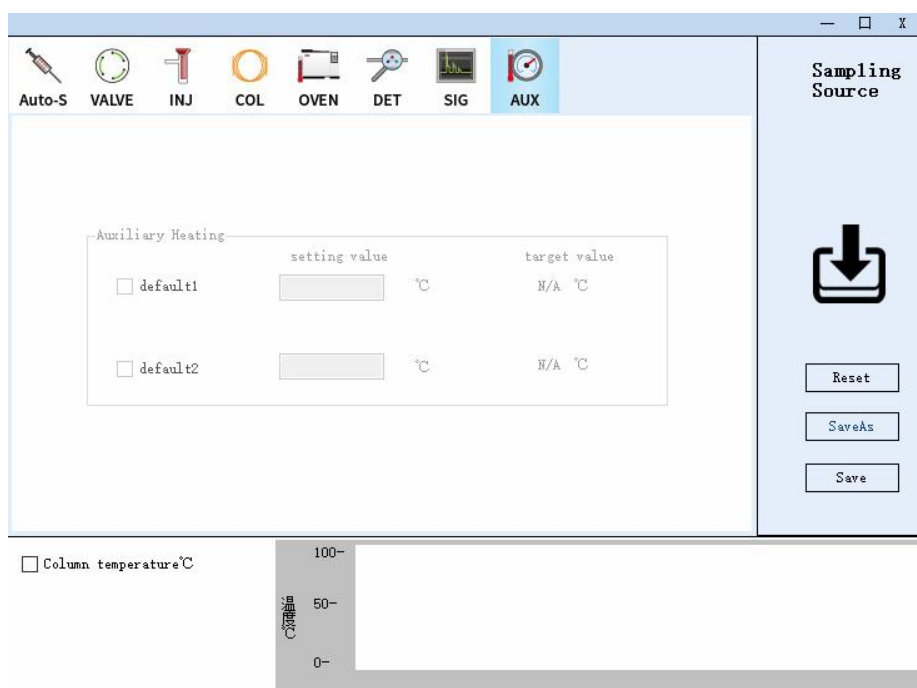 — 口 X
Auto-S VALVE INJ COL OVEN DET SIG AUX
Sampling
Source
Auxiliary Heating
setting value target value
default1 ℃ N/A ℃
default2 ℃ N/A ℃
Reset
SaveAs
Save
Column temperature℃
100-
50-
0-
温度℃